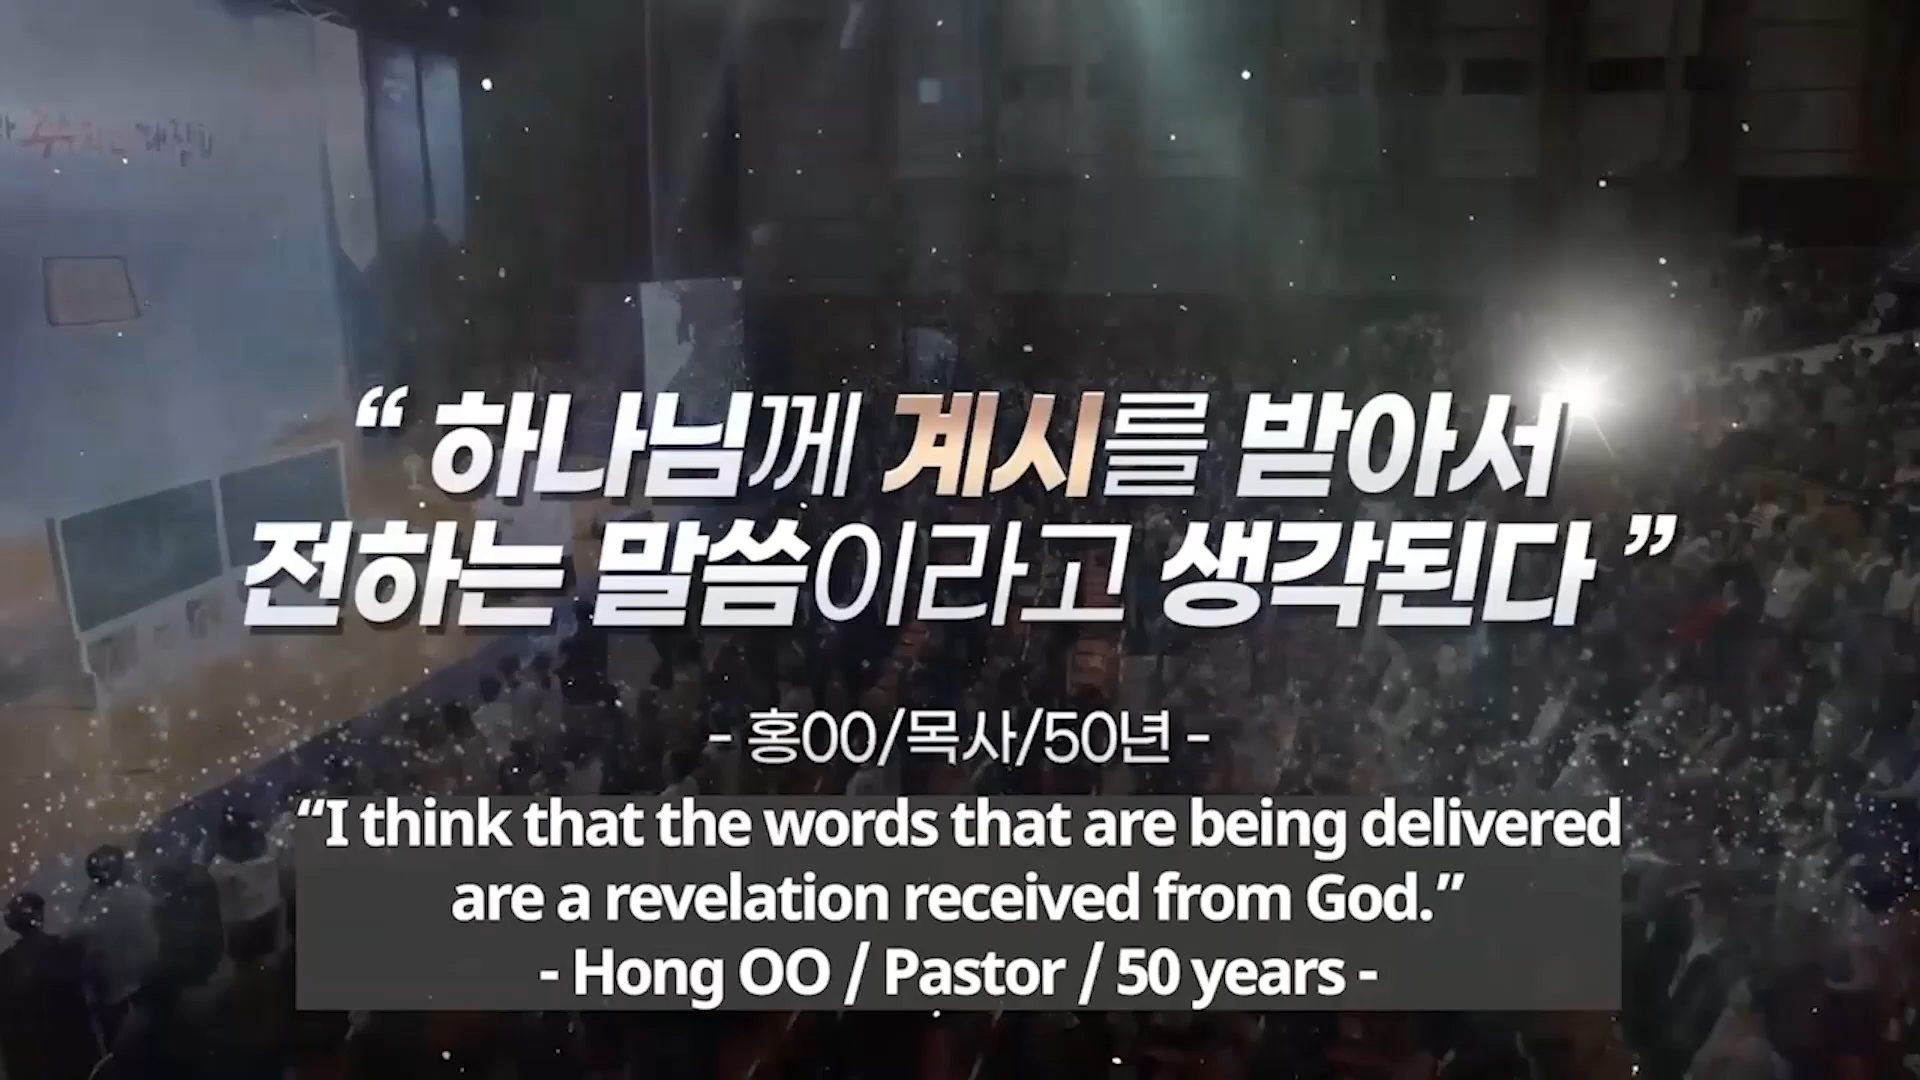 “ 하나님께 계시를 받아서
전하는 말씀이라고 생각된다 ”
- 홍OO/목사/50년 -
“I think that the words that are being delivered
are a revelation received from God.”
- Hong OO / Pastor / 50 years -